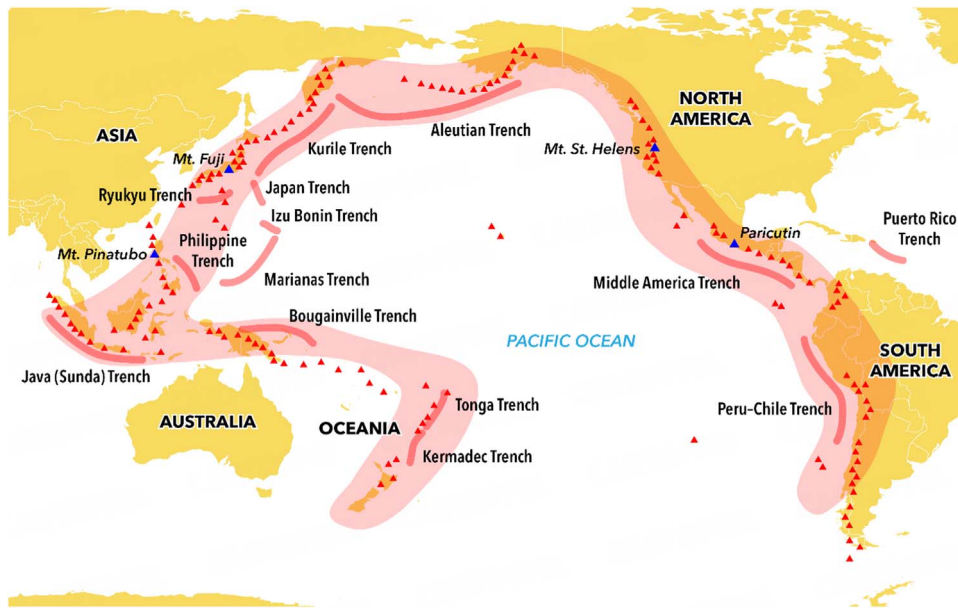 NORTH
AMERICA
ASIA
Aleutian Trench
Mt. Fuji
Kurile Trench
Mt. St. Helens
Ryukyu Trench
Japan Trench
Izu Bonin Trench
Puerto Rico
Trench
Paricutin
Philippine
Trench
Mt. Pinatubo
Marianas Trench
Middle America Trench
Bougainville Trench
PACIFIC OCEAN
SOUTH
AMERICA
Java (Sunda) Trench
AUSTRALIA
OCEANIA
Tonga Trench
Peru-Chile Trench
Kermadec Trench